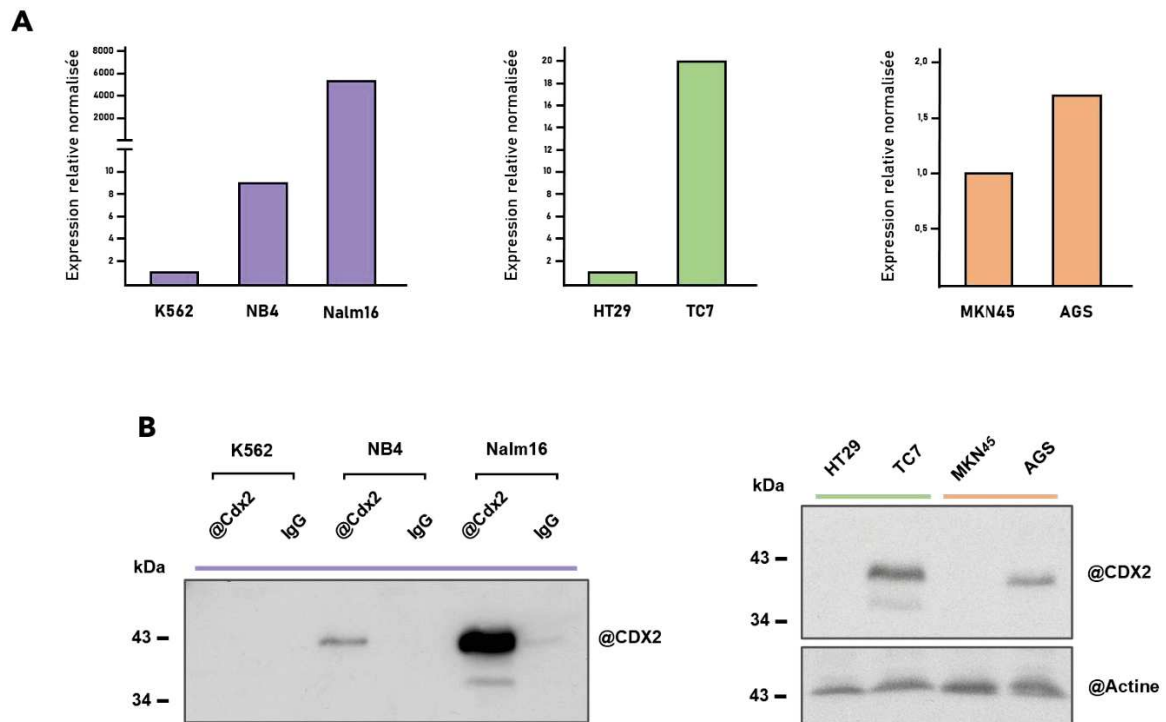 A
Expression relative normalisée
8000
6000
4000
2000
10
8
6
4
2
K562 NB4 Nalm16
Expression relative normalisée
20
18
16
14
12
10
8
6
4
2
HT29 TC7
Expression relative normalisée
2,0
1,5
1,0
0,5
MKN45 AGS
B
K562 NB4 Nalm16
@Cdx2 IgG @Cdx2 IgG @Cdx2 IgG
kDa
43
34
@CDX2
HT29 TC7 MKN45 AGS
kDa
43
34
@CDX2
43
@Actine